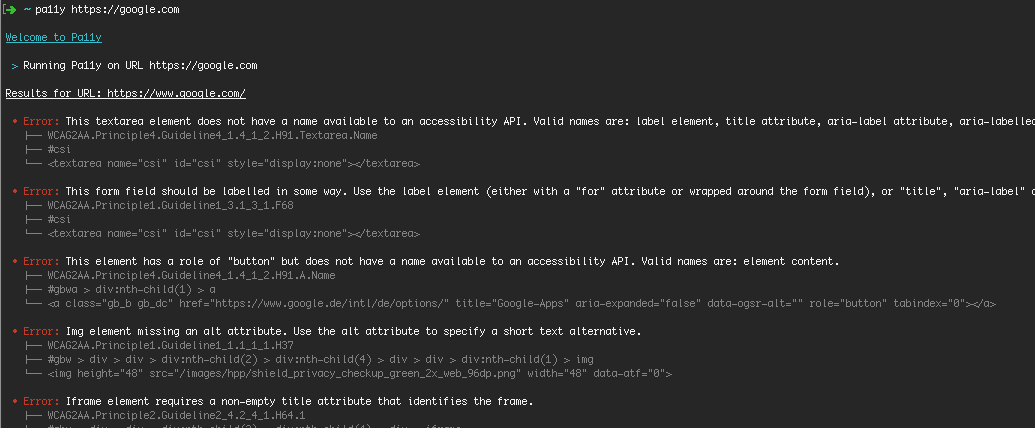 [➜ ~ pa11y https://google.com
Welcome to Pa11y
> Running Pa11y on URL https://google.com
Results for URL: https://www.google.com/
• Error: This textarea element does not have a name available to an accessibility API. Valid names are: label element, title attribute, aria-label attribute, aria-labelled
├── WCAG2AA.Principle4.Guideline4_1.4_1_2.H91.Textarea.Name
├── #csi
└── <textarea name="csi" id="csi" style="display:none"></textarea>
• Error: This form field should be labelled in some way. Use the label element (either with a "for" attribute or wrapped around the form field), or "title", "aria-label" o
├── WCAG2AA.Principle1.Guideline1_3.1_3_1.F68
├── #csi
└── <textarea name="csi" id="csi" style="display:none"></textarea>
• Error: This element has a role of "button" but does not have a name available to an accessibility API. Valid names are: element content.
├── WCAG2AA.Principle4.Guideline4_1.4_1_2.H91.A.Name
├── #gbwa > div:nth-child(1) > a
└── <a class="gb_b gb_dc" href="https://www.google.de/intl/de/options/" title="Google-Apps" aria-expanded="false" data-ogsr-alt="" role="button" tabindex="0"></a>
• Error: Img element missing an alt attribute. Use the alt attribute to specify a short text alternative.
├── WCAG2AA.Principle1.Guideline1_1.1_1_1.H37
├── #gbw > div > div > div:nth-child(2) > div:nth-child(4) > div > div > div:nth-child(1) > img
└── <img height="48" src="/images/hpp/shield_privacy_checkup_green_2x_web_96dp.png" width="48" data-atf="0">
• Error: Iframe element requires a non-empty title attribute that identifies the frame.
├── WCAG2AA.Principle2.Guideline2_4.2_4_1.H64.1